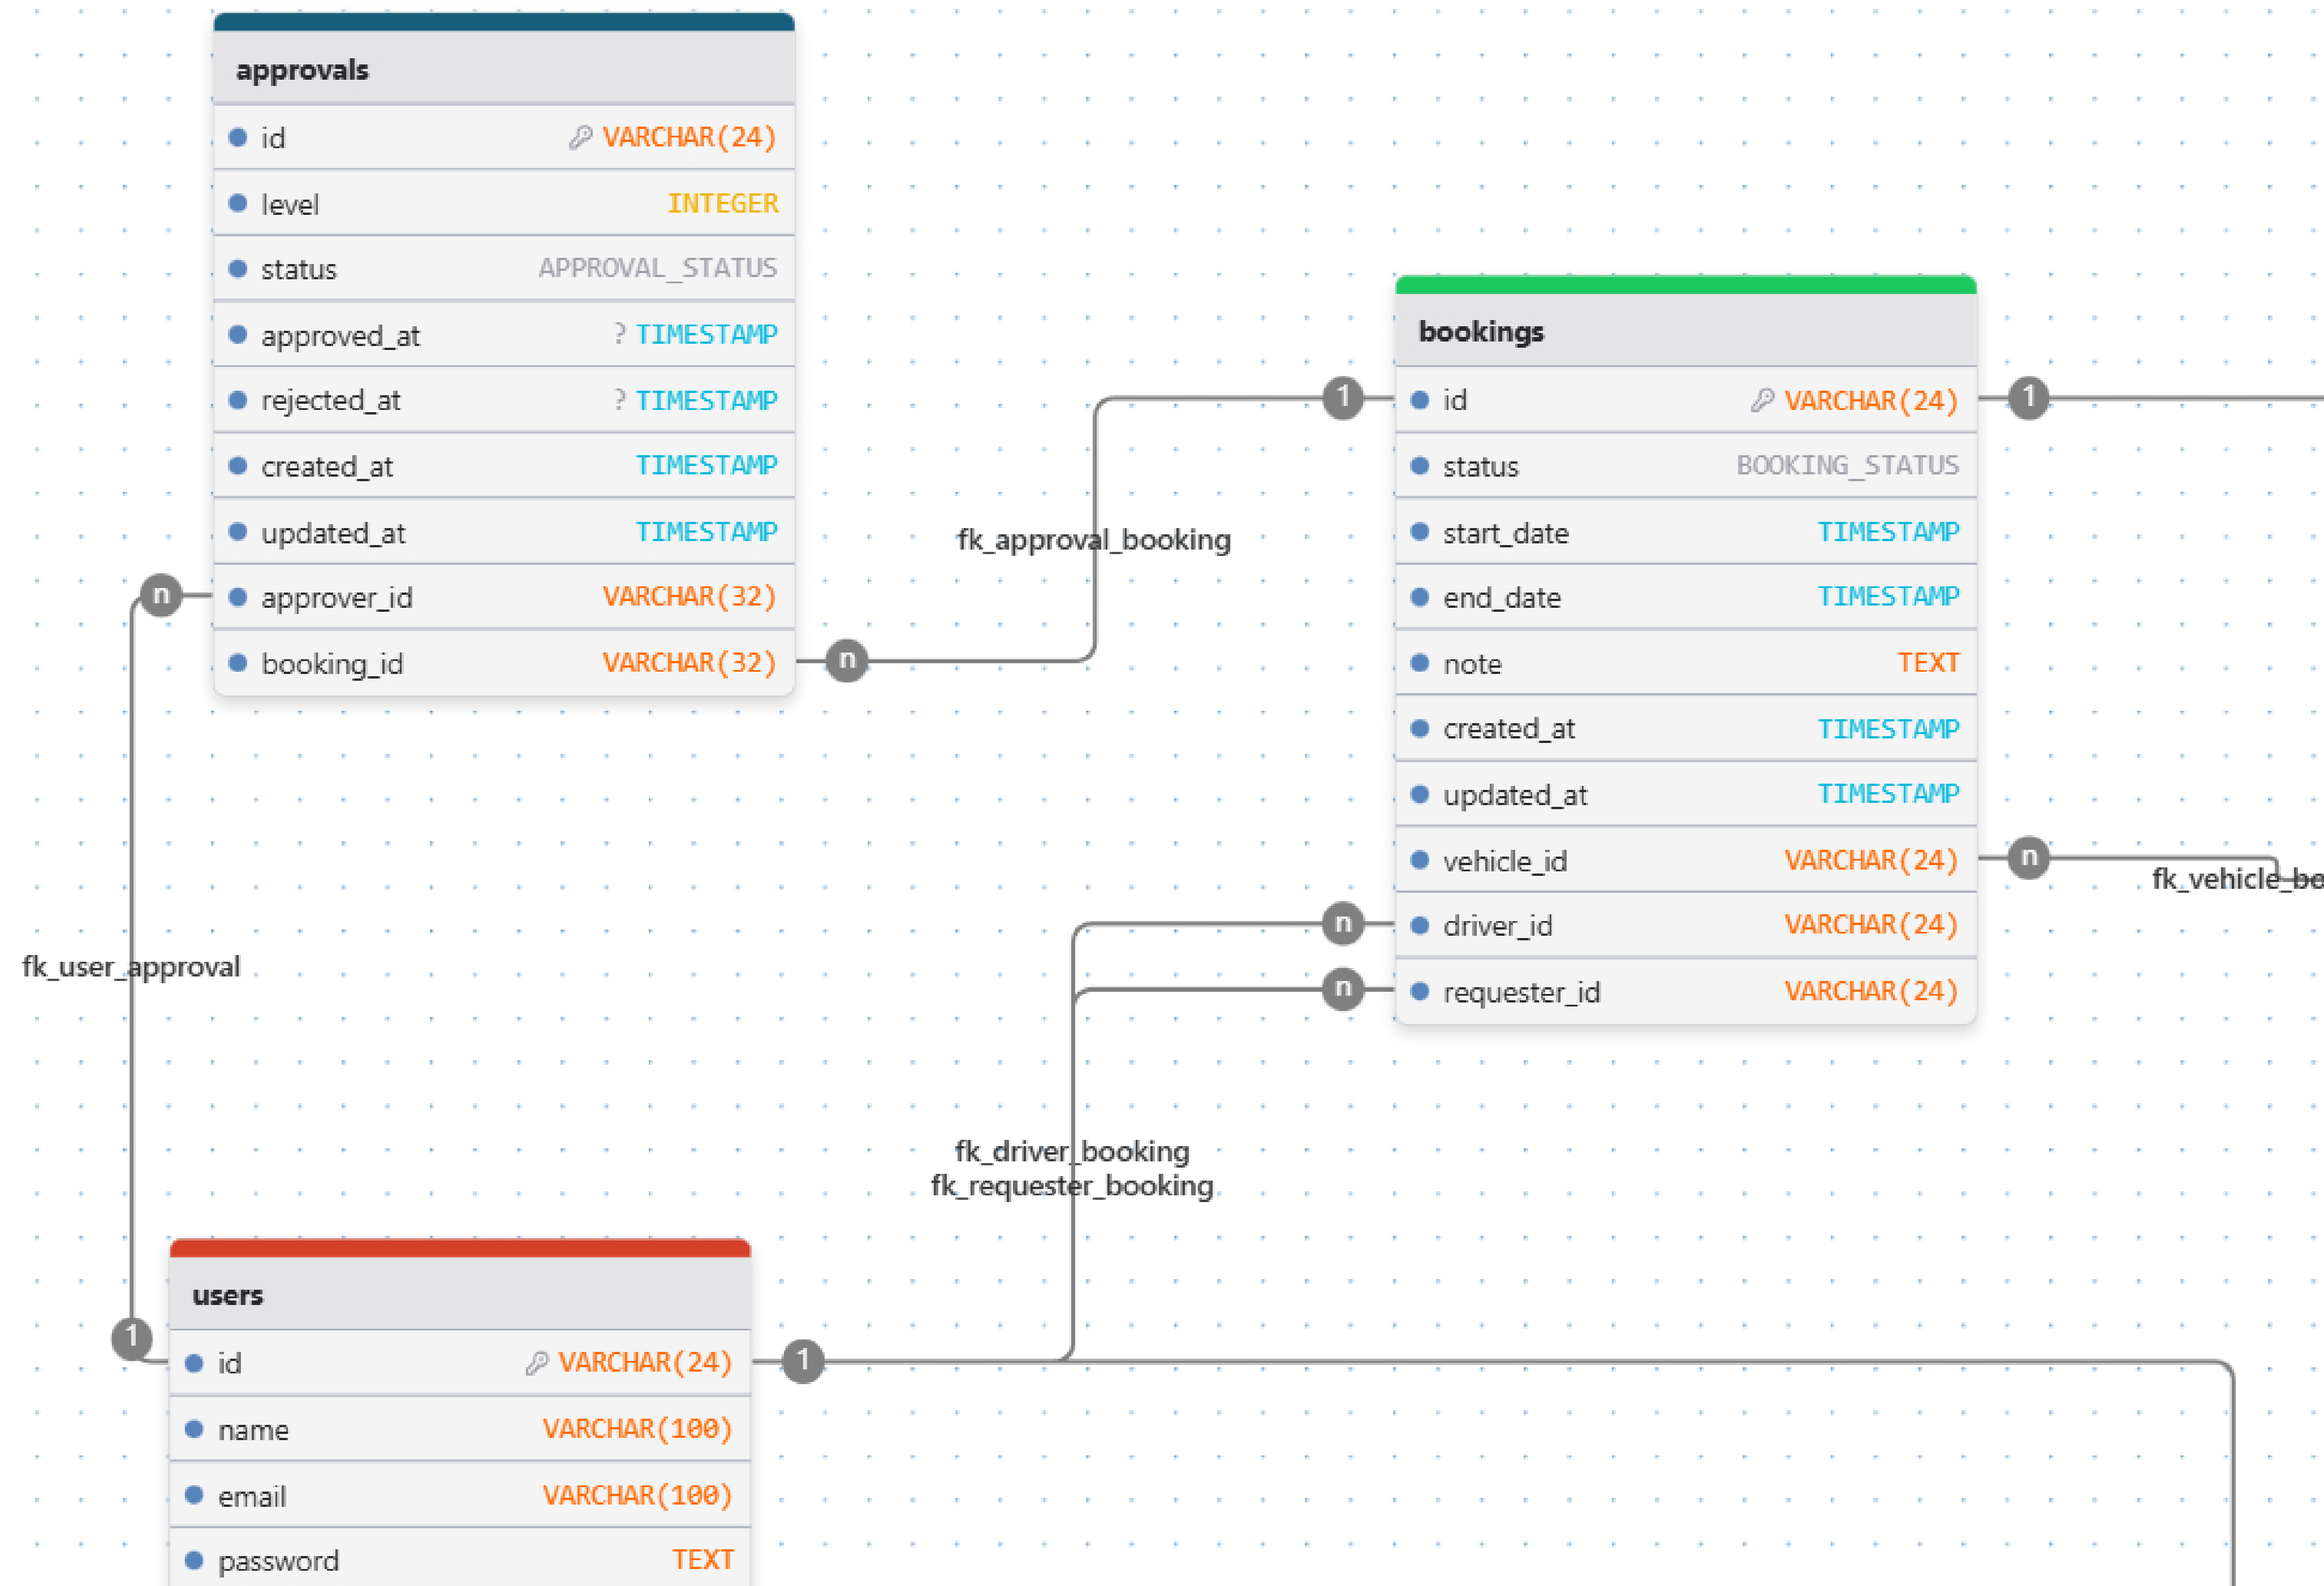 approvals
id VARCHAR(24)
level INTEGER
status APPROVAL_STATUS
approved_at ? TIMESTAMP
rejected_at ? TIMESTAMP
created_at TIMESTAMP
updated_at TIMESTAMP
n approver_id VARCHAR(32)
booking_id VARCHAR(32) n
fk_approval_booking
bookings
1 id VARCHAR(24) 1
status BOOKING_STATUS
start_date TIMESTAMP
end_date TIMESTAMP
note TEXT
created_at TIMESTAMP
updated_at TIMESTAMP
vehicle_id VARCHAR(24) n
fk_vehicle_bo
n driver_id VARCHAR(24)
n requester_id VARCHAR(24)
fk_user_approval
fk_driver_booking
fk_requester_booking
users
1 id VARCHAR(24) 1
name VARCHAR(100)
email VARCHAR(100)
password TEXT